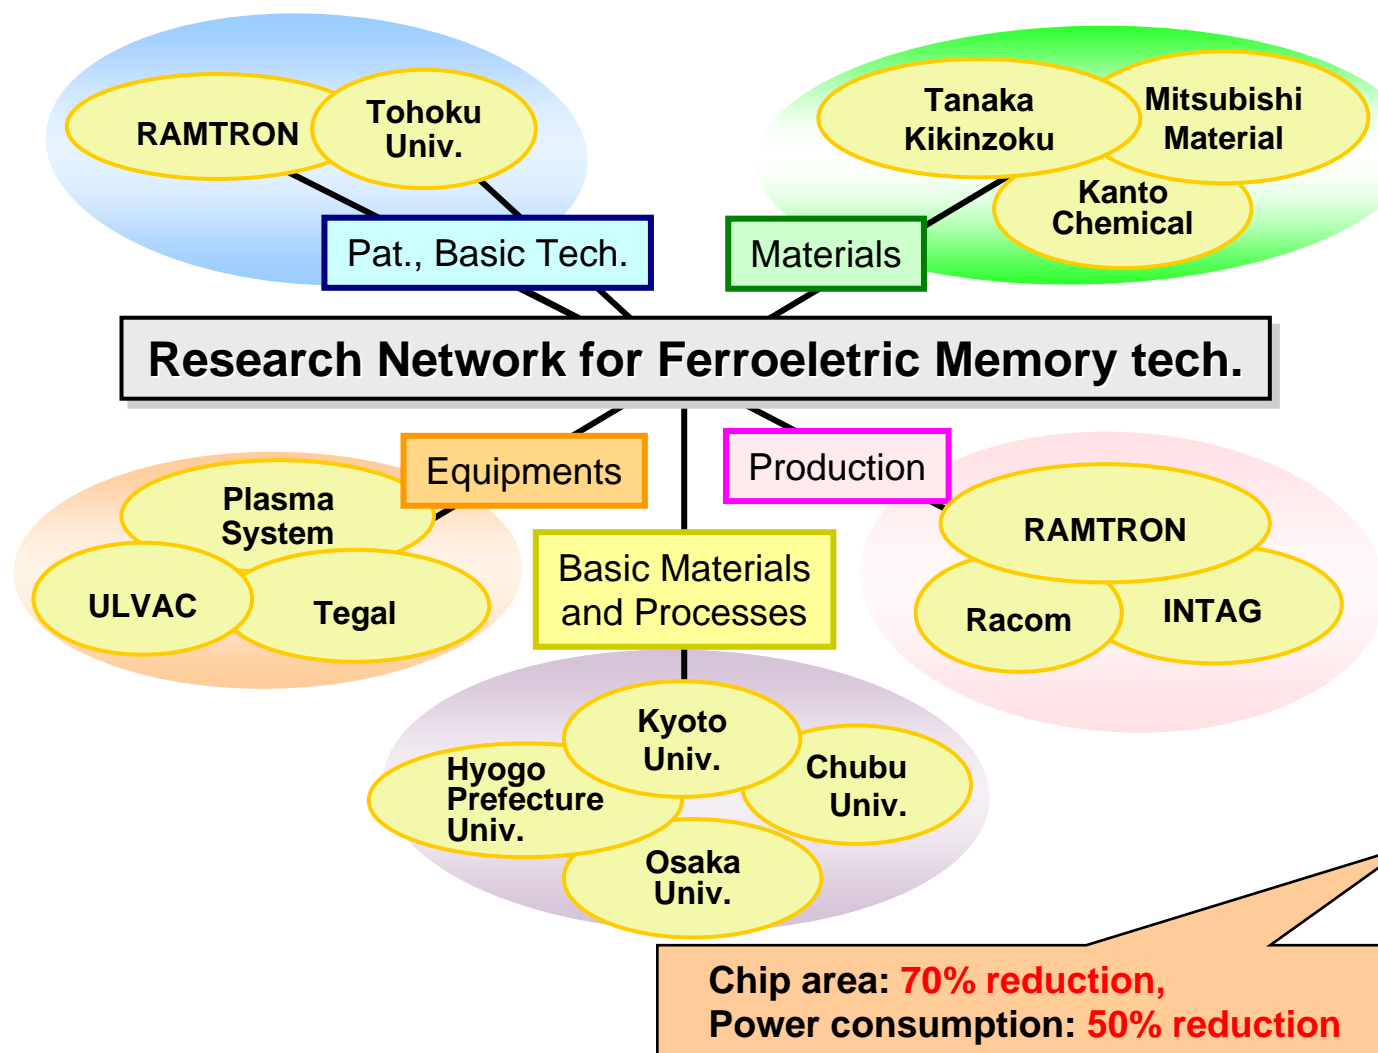 RAMTRON
Tohoku
Univ.
Tanaka
Kikinzoku
Mitsubishi
Material
Kanto
Chemical
Pat., Basic Tech.
Materials
Research Network for Ferroeletric Memory tech.
Equipments
Production
Plasma
System
ULVAC
Tegal
Basic Materials
and Processes
RAMTRON
Racom
INTAG
Kyoto
Univ.
Hyogo
Prefecture
Univ.
Chubu
Univ.
Osaka
Univ.
Chip area: 70% reduction,
Power consumption: 50% reduction